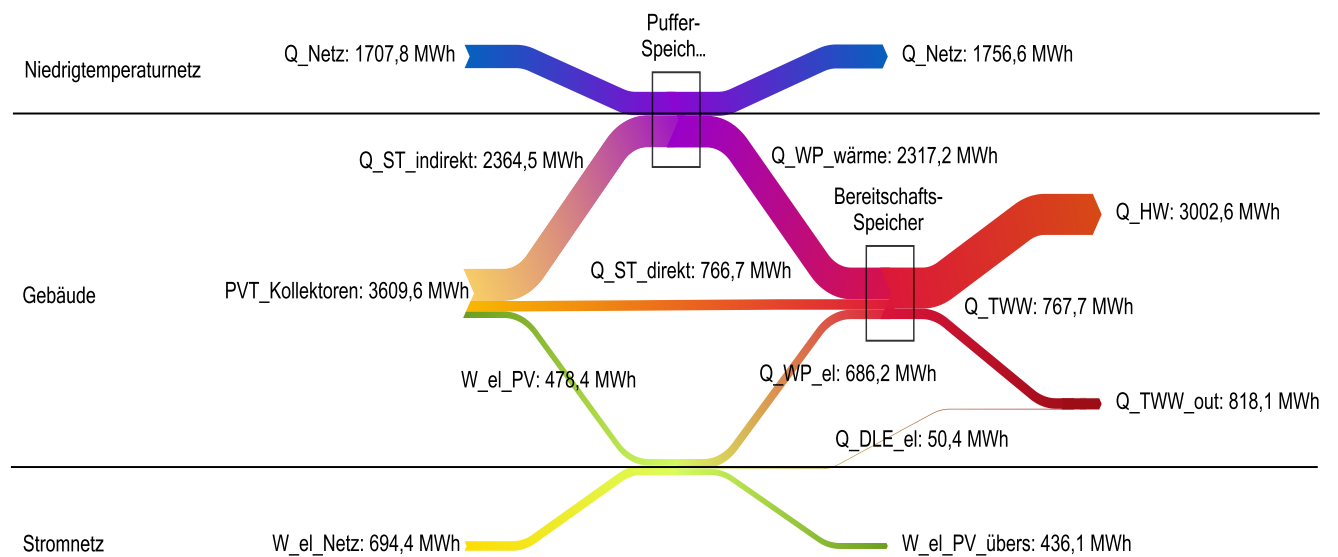 Puffer-
Speich...
Q_Netz: 1707,8 MWh
Q_Netz: 1756,6 MWh
Niedrigtemperaturnetz
Q_ST_indirekt: 2364,5 MWh
Q_WP_wärme: 2317,2 MWh
Bereitschafts-
Speicher
Q_HW: 3002,6 MWh
Q_ST_direkt: 766,7 MWh
Gebäude
PVT_Kollektoren: 3609,6 MWh
Q_TWW: 767,7 MWh
W_el_PV: 478,4 MWh
Q_WP_el: 686,2 MWh
Q_TWW_out: 818,1 MWh
Q_DLE_el: 50,4 MWh
Stromnetz
W_el_Netz: 694,4 MWh
W_el_PV_übers: 436,1 MWh